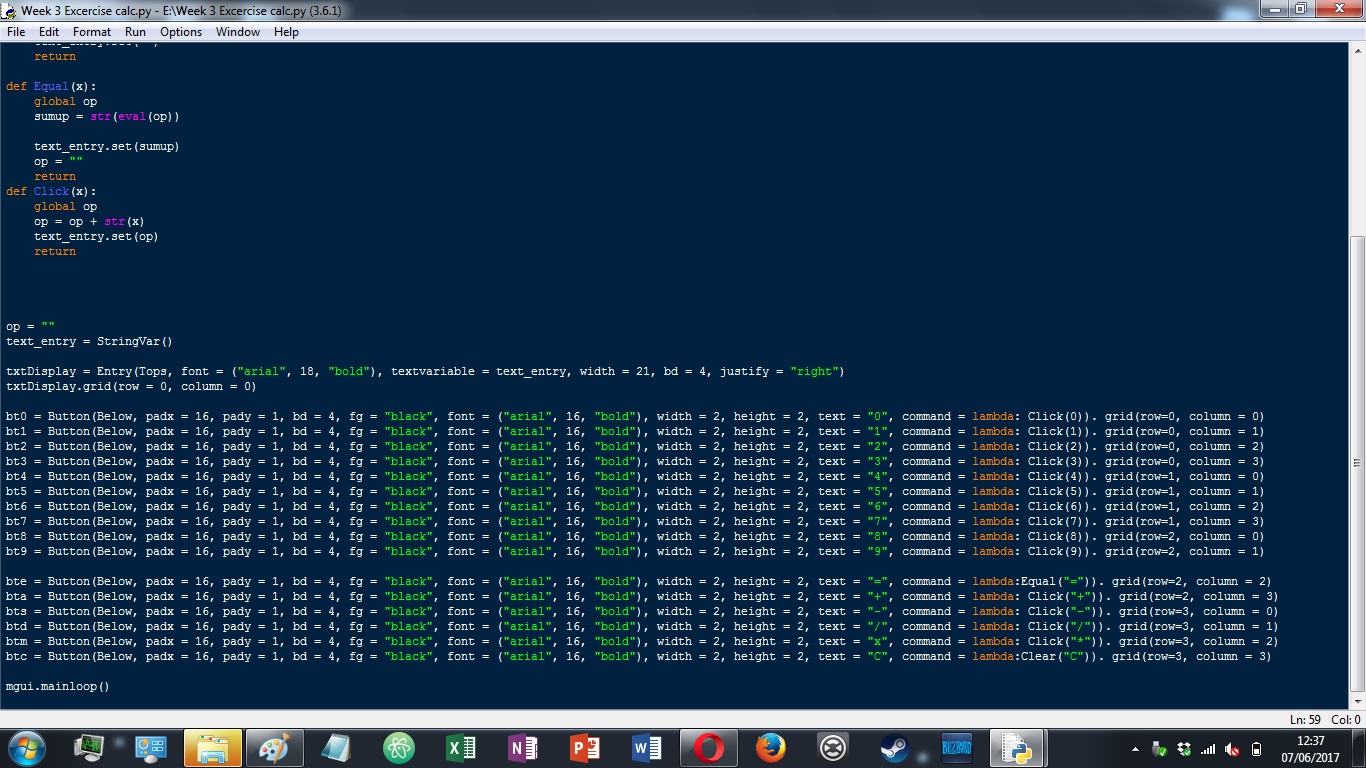 Week 3 Excercise calc.py - E:\Week 3 Excercise calc.py (3.6.1)
File Edit Format Run Options Window Help
return
def Equal(x):
global op
sumup = str(eval(op))
text_entry.set(sumup)
op = ""
return
def Click(x):
global op
op = op + str(x)
text_entry.set(op)
return
op = ""
text_entry = StringVar()
txtDisplay = Entry(Tops, font = ("arial", 18, "bold"), textvariable = text_entry, width = 21, bd = 4, justify = "right")
txtDisplay.grid(row = 0, column = 0)
bt0 = Button(Below, padx = 16, pady = 1, bd = 4, fg = "black", font = ("arial", 16, "bold"), width = 2, height = 2, text = "0", command = lambda: Click(0)). grid(row=0, column = 0)
bt1 = Button(Below, padx = 16, pady = 1, bd = 4, fg = "black", font = ("arial", 16, "bold"), width = 2, height = 2, text = "1", command = lambda: Click(1)). grid(row=0, column = 1)
bt2 = Button(Below, padx = 16, pady = 1, bd = 4, fg = "black", font = ("arial", 16, "bold"), width = 2, height = 2, text = "2", command = lambda: Click(2)). grid(row=0, column = 2)
bt3 = Button(Below, padx = 16, pady = 1, bd = 4, fg = "black", font = ("arial", 16, "bold"), width = 2, height = 2, text = "3", command = lambda: Click(3)). grid(row=0, column = 3)
bt4 = Button(Below, padx = 16, pady = 1, bd = 4, fg = "black", font = ("arial", 16, "bold"), width = 2, height = 2, text = "4", command = lambda: Click(4)). grid(row=1, column = 0)
bt5 = Button(Below, padx = 16, pady = 1, bd = 4, fg = "black", font = ("arial", 16, "bold"), width = 2, height = 2, text = "5", command = lambda: Click(5)). grid(row=1, column = 1)
bt6 = Button(Below, padx = 16, pady = 1, bd = 4, fg = "black", font = ("arial", 16, "bold"), width = 2, height = 2, text = "6", command = lambda: Click(6)). grid(row=1, column = 2)
bt7 = Button(Below, padx = 16, pady = 1, bd = 4, fg = "black", font = ("arial", 16, "bold"), width = 2, height = 2, text = "7", command = lambda: Click(7)). grid(row=1, column = 3)
bt8 = Button(Below, padx = 16, pady = 1, bd = 4, fg = "black", font = ("arial", 16, "bold"), width = 2, height = 2, text = "8", command = lambda: Click(8)). grid(row=2, column = 0)
bt9 = Button(Below, padx = 16, pady = 1, bd = 4, fg = "black", font = ("arial", 16, "bold"), width = 2, height = 2, text = "9", command = lambda: Click(9)). grid(row=2, column = 1)
bte = Button(Below, padx = 16, pady = 1, bd = 4, fg = "black", font = ("arial", 16, "bold"), width = 2, height = 2, text = "=", command = lambda:Equal("=")). grid(row=2, column = 2)
bta = Button(Below, padx = 16, pady = 1, bd = 4, fg = "black", font = ("arial", 16, "bold"), width = 2, height = 2, text = "+", command = lambda: Click("+")). grid(row=2, column = 3)
bts = Button(Below, padx = 16, pady = 1, bd = 4, fg = "black", font = ("arial", 16, "bold"), width = 2, height = 2, text = "-", command = lambda: Click("-")). grid(row=3, column = 0)
btd = Button(Below, padx = 16, pady = 1, bd = 4, fg = "black", font = ("arial", 16, "bold"), width = 2, height = 2, text = "/", command = lambda: Click("/")). grid(row=3, column = 1)
btm = Button(Below, padx = 16, pady = 1, bd = 4, fg = "black", font = ("arial", 16, "bold"), width = 2, height = 2, text = "x", command = lambda: Click("*")). grid(row=3, column = 2)
btc = Button(Below, padx = 16, pady = 1, bd = 4, fg = "black", font = ("arial", 16, "bold"), width = 2, height = 2, text = "C", command = lambda:Clear("C")). grid(row=3, column = 3)
mgui.mainloop()
Ln: 59 Col: 0
BLIZZARD
12:37
07/06/2017